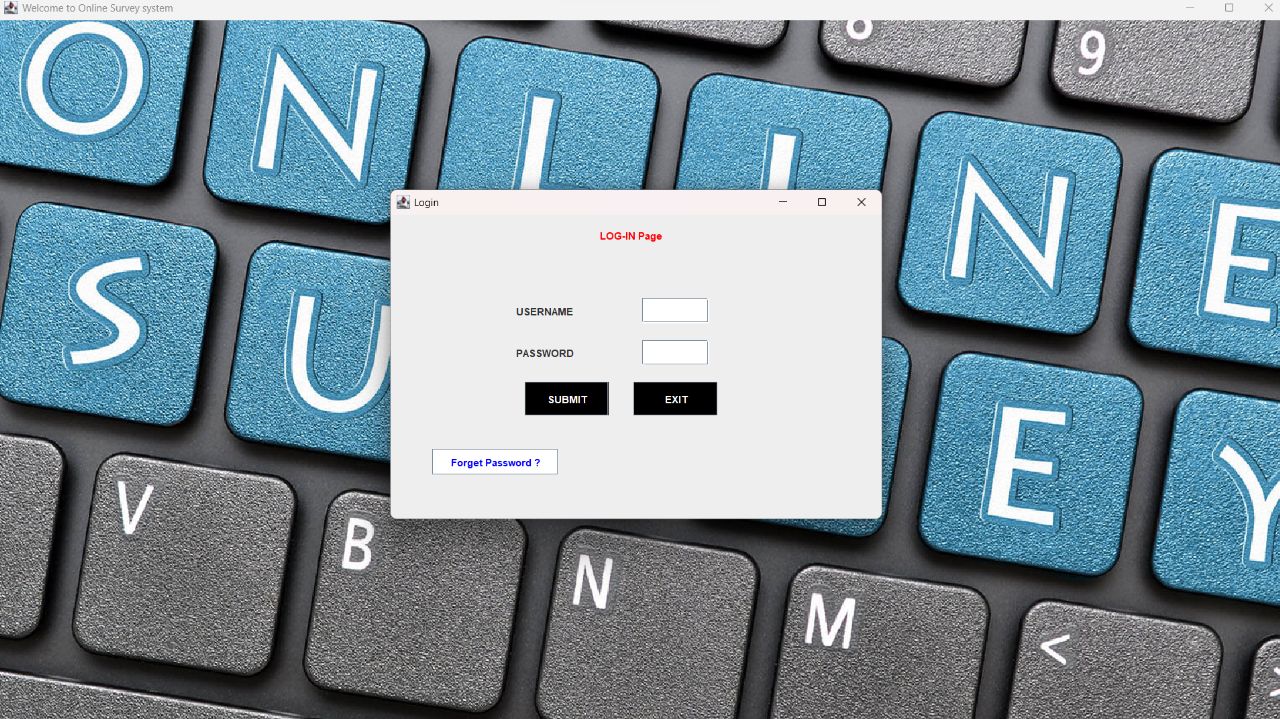 Welcome to Online Survey system
8
9
O N L I N E
S U
E Y
Login
LOG-IN Page
USERNAME
PASSWORD
SUBMIT EXIT
Forget Password ?
V B N M <